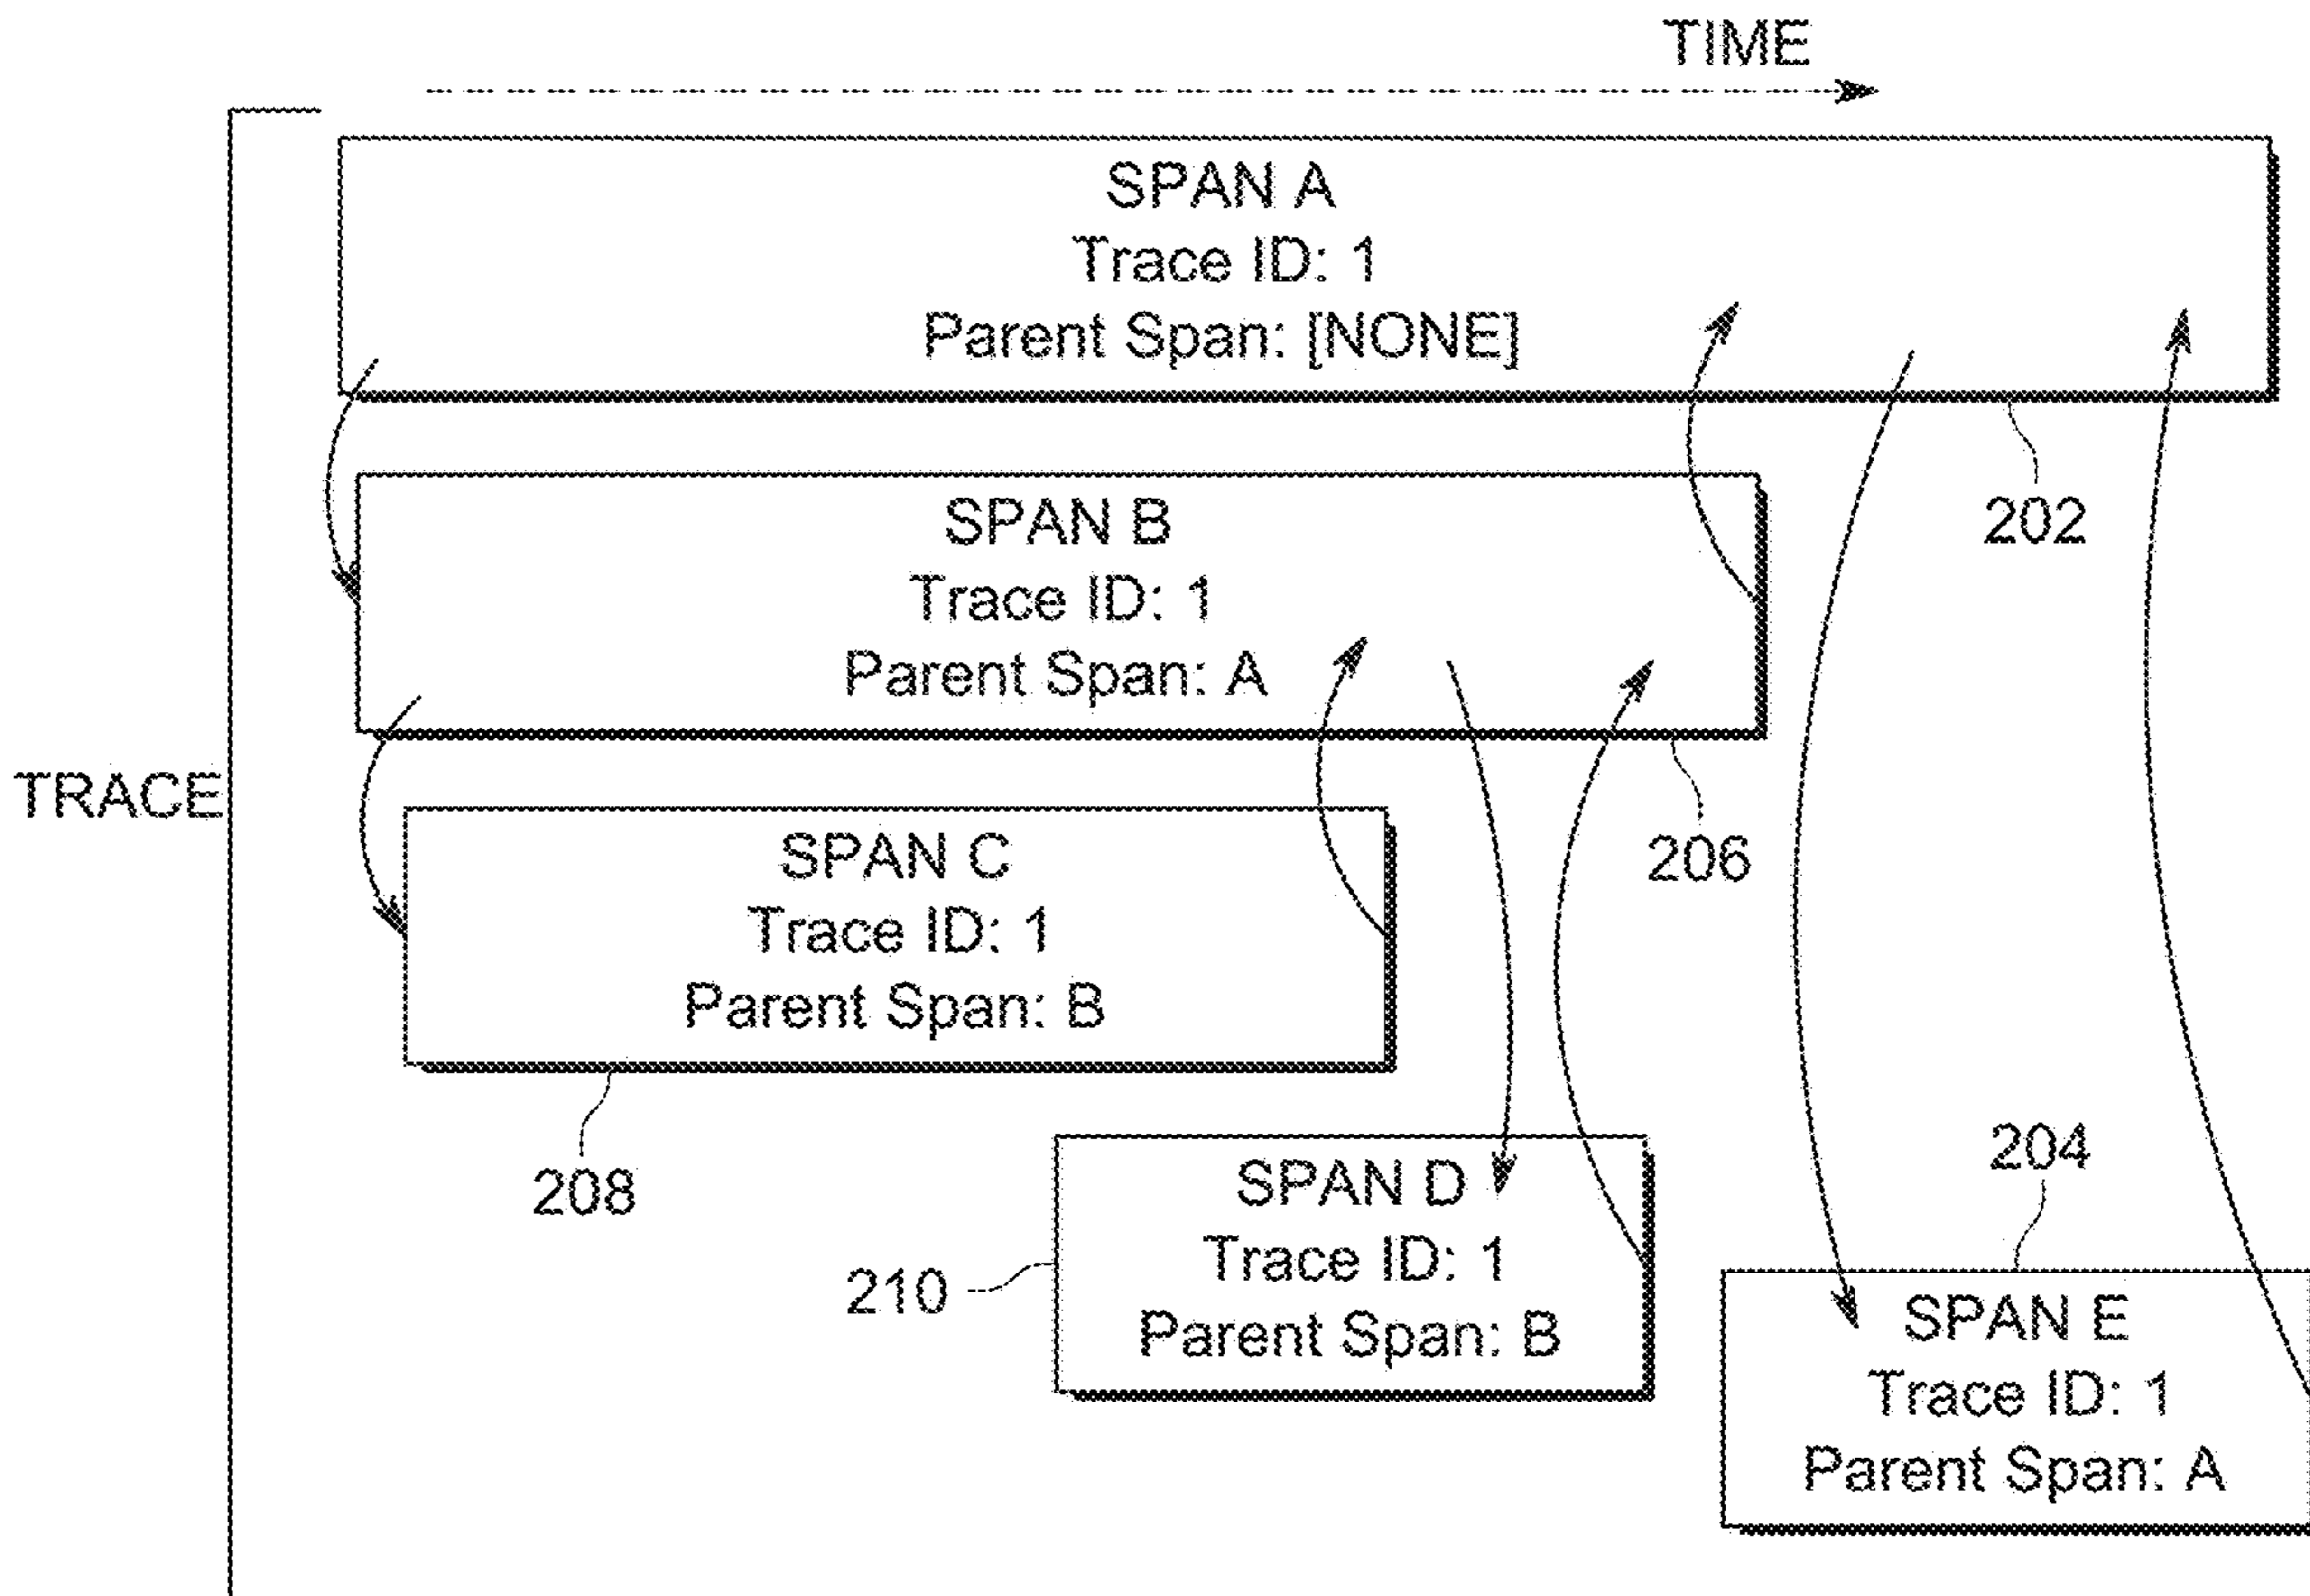 TIME
SPAN A
Trace ID: 1
Parent Span: [NONE]
202
SPAN B
Trace ID: 1
Parent Span: A
206
TRACE
SPAN C
Trace ID: 1
Parent Span: B
208
SPAN D
Trace ID: 1
Parent Span: B
210
204
SPAN E
Trace ID: 1
Parent Span: A